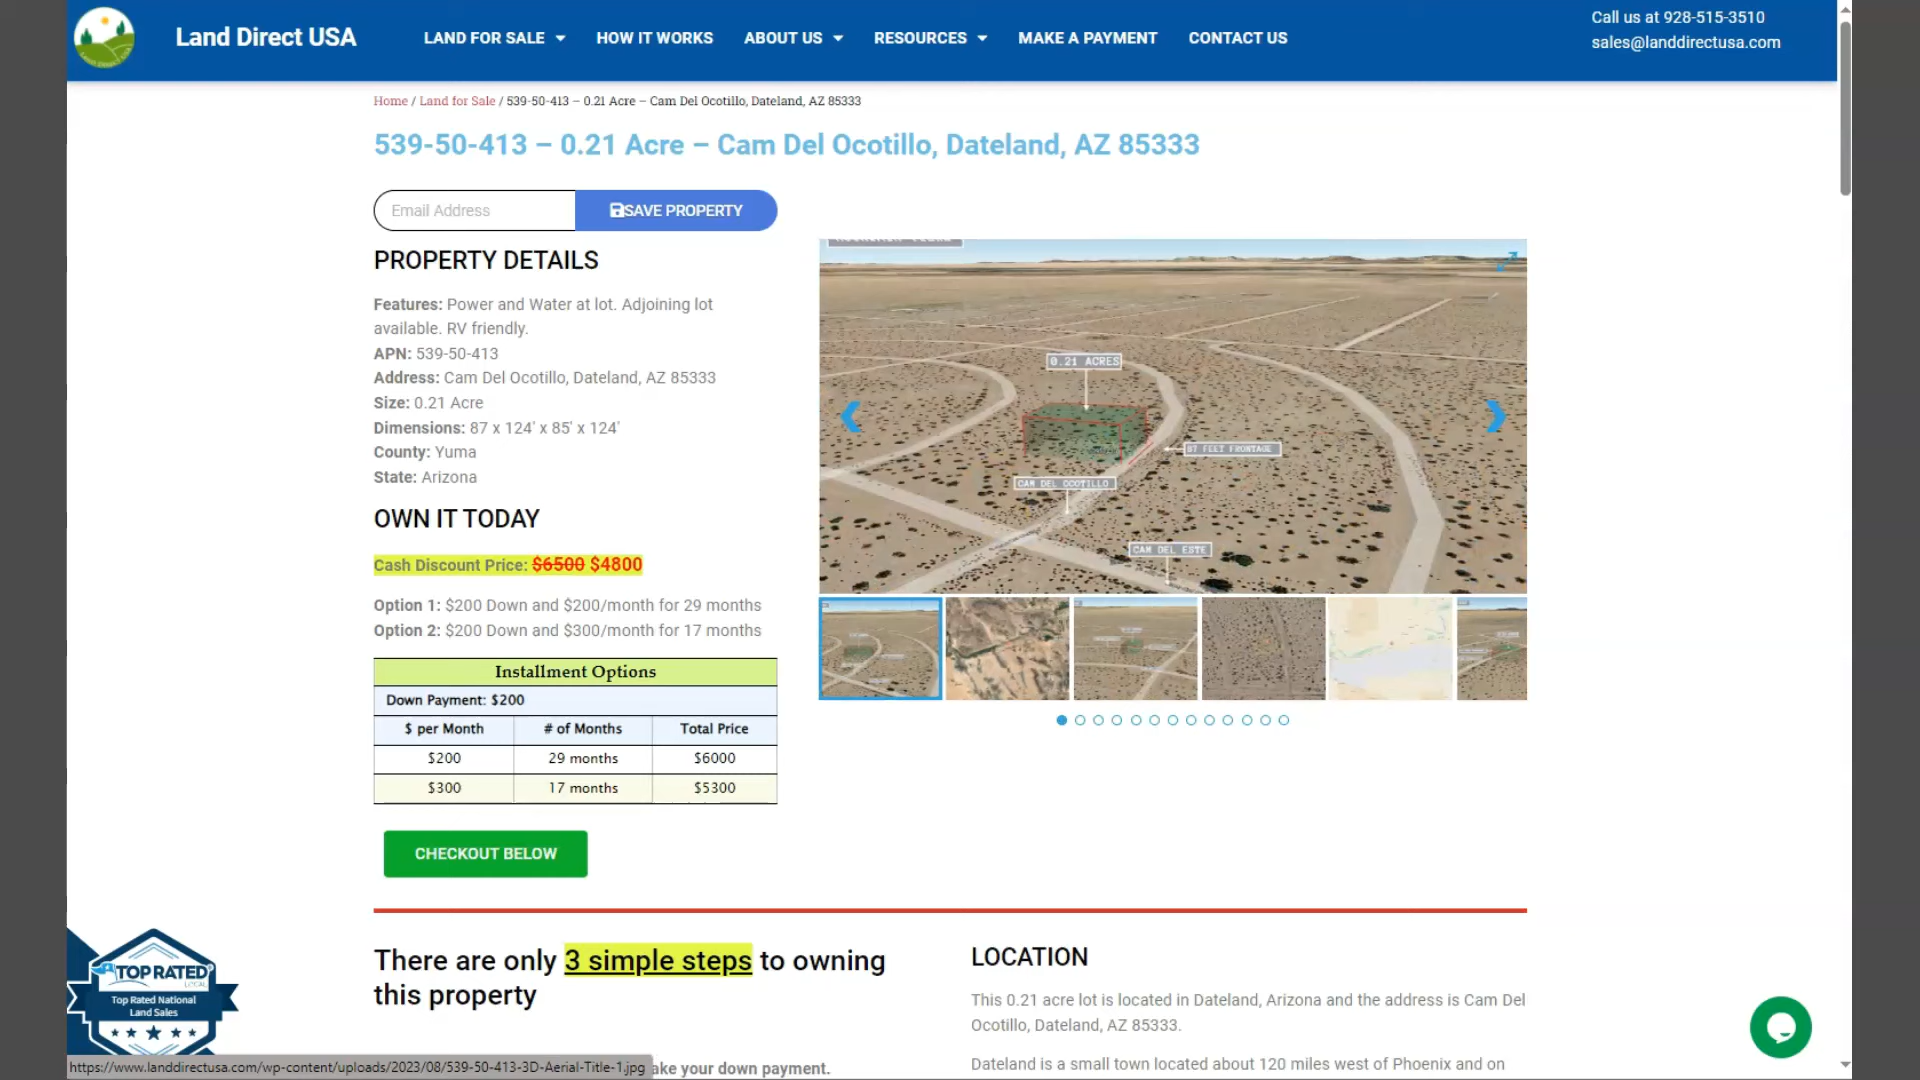 Land Direct USA
LAND FOR SALE
HOW IT WORKS
ABOUT US
RESOURCES
MAKE A PAYMENT
CONTACT US
Call us at 928-515-3510
sales@landdirectusa.com
Home / Land for Sale / 539-50-413 – 0.21 Acre – Cam Del Ocotillo, Dateland, AZ 85333
539-50-413 – 0.21 Acre – Cam Del Ocotillo, Dateland, AZ 85333
Email Address
SAVE PROPERTY
PROPERTY DETAILS
Features: Power and Water at lot. Adjoining lot
available. RV friendly.
APN: 539-50-413
Address: Cam Del Ocotillo, Dateland, AZ 85333
Size: 0.21 Acre
Dimensions: 87 x 124' x 85' x 124'
County: Yuma
State: Arizona
OWN IT TODAY
Cash Discount Price: $6500 $4800
Option 1: $200 Down and $200/month for 29 months
Option 2: $200 Down and $300/month for 17 months
Installment Options
Down Payment: $200
$ per Month # of Months Total Price
$200 29 months $6000
$300 17 months $5300
CHECKOUT BELOW
0.21 ACRES
87 FEET FRONTAGE
CAM DEL OCOTILLO
CAM DEL ESTE
There are only 3 simple steps to owning
this property
ake your down payment.
LOCATION
This 0.21 acre lot is located in Dateland, Arizona and the address is Cam Del
Ocotillo, Dateland, AZ 85333.
Dateland is a small town located about 120 miles west of Phoenix and on
TOP RATED
LOCAL
Top Rated National
Land Sales
https://www.landdirectusa.com/wp-content/uploads/2023/08/539-50-413-3D-Aerial-Title-1.jpg